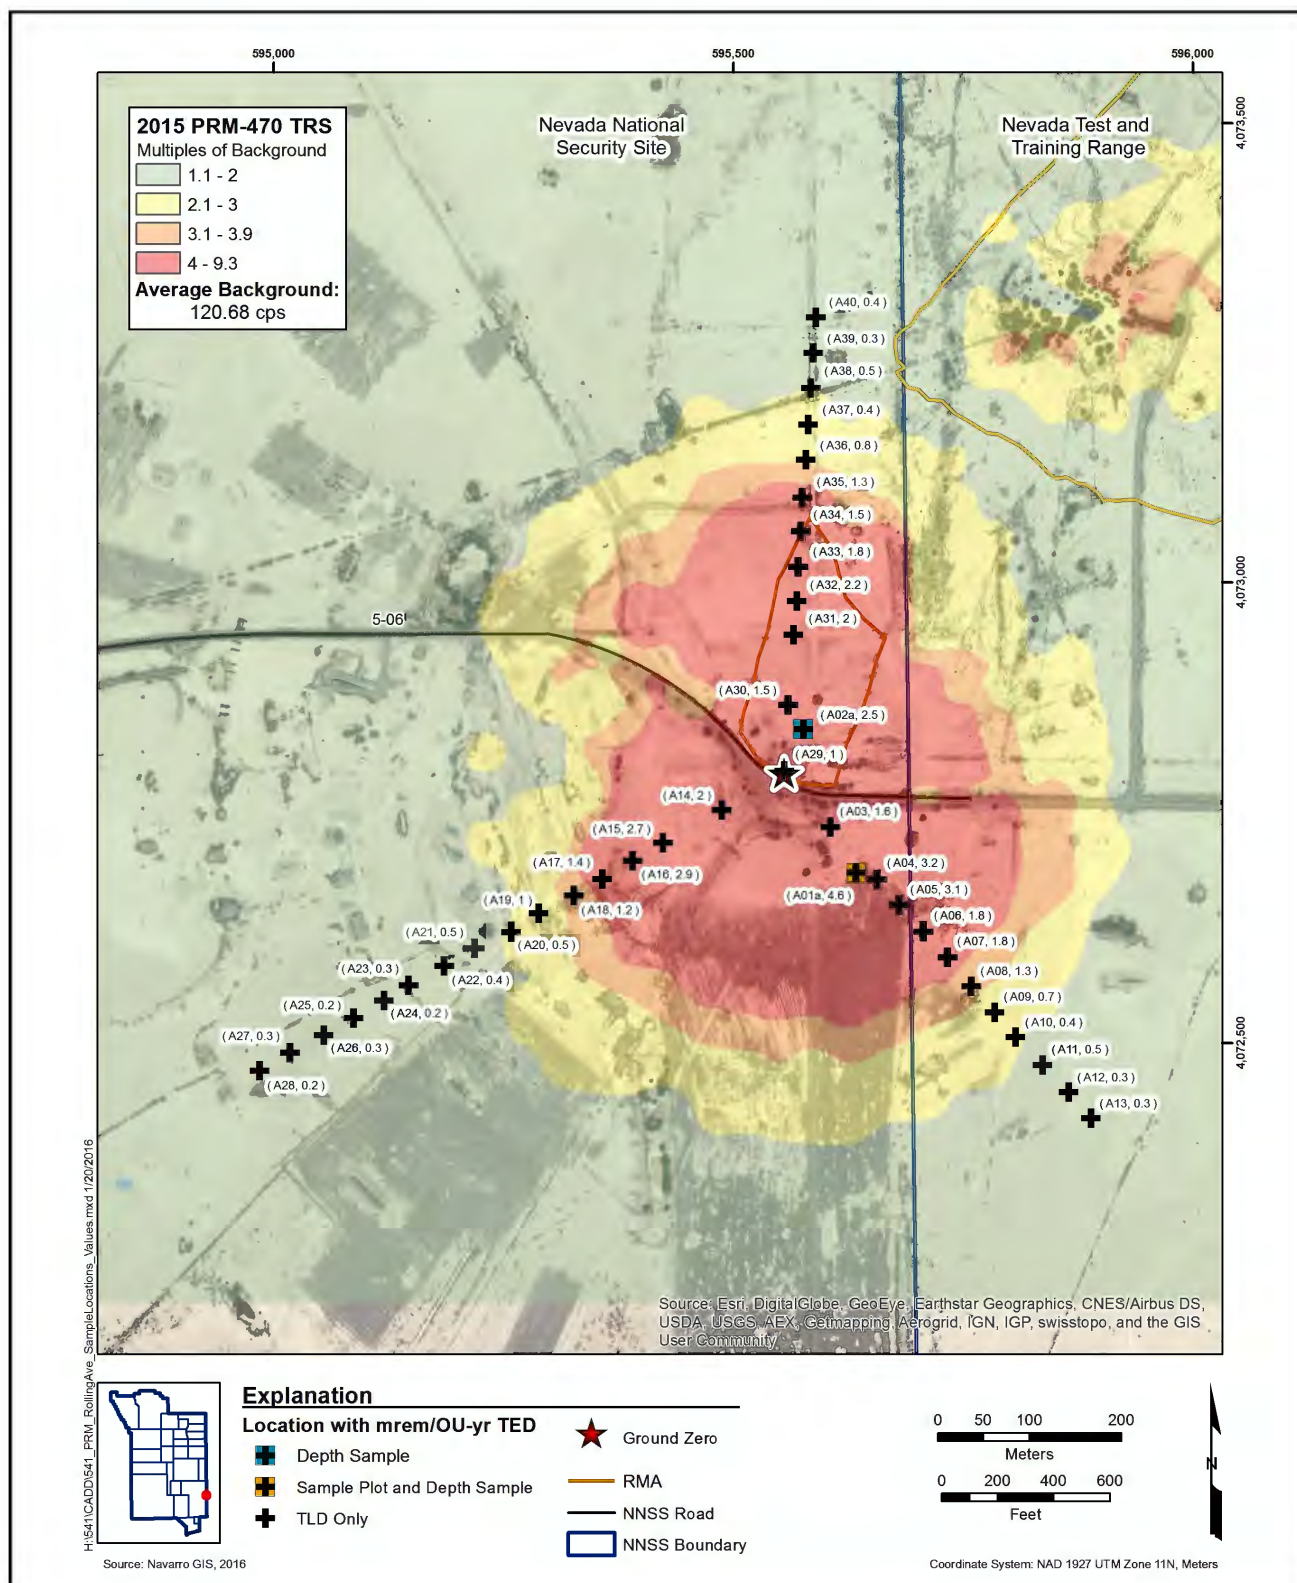 595,000
595,500
596,000
2015 PRM-470 TRS
Multiples of Background
1.1 - 2
2.1 - 3
3.1 - 3.9
4 - 9.3
Average Background:
120.68 cps
Nevada National
Security Site
Nevada Test and
Training Range
4,073,500
4,073,000
4,072,500
( A40, 0.4 )
( A39, 0.3 )
( A38, 0.5 )
( A37, 0.4 )
( A36, 0.8 )
( A35, 1.3 )
( A34, 1.5 )
( A33, 1.8 )
( A32, 2.2 )
( A31, 2 )
5-06
( A30, 1.5 )
( A02a, 2.5 )
( A29, 1 )
( A14, 2 )
( A03, 1.6 )
( A15, 2.7 )
( A17, 1.4 )
( A16, 2.9 )
( A04, 3.2 )
( A01a, 4.6 )
( A05, 3.1 )
( A19, 1 )
( A18, 1.2 )
( A06, 1.8 )
( A21, 0.5 )
( A20, 0.5 )
( A07, 1.8 )
( A23, 0.3 )
( A22, 0.4 )
( A08, 1.3 )
( A25, 0.2 )
( A24, 0.2 )
( A09, 0.7 )
( A10, 0.4 )
( A27, 0.3 )
( A26, 0.3 )
( A11, 0.5 )
( A28, 0.2 )
( A12, 0.3 )
( A13, 0.3 )
Source: Esri, DigitalGlobe, GeoEye, Earthstar Geographics, CNES/Airbus DS,
USDA, USGS, AEX, Getmapping, Aerogrid, IGN, IGP, swisstopo, and the GIS
User Community
H:\541\CADD\541_PRM_RollingAve_SampleLocations_Values.mxd 1/20/2016
Explanation
Location with mrem/OU-yr TED
Depth Sample
Sample Plot and Depth Sample
TLD Only
Ground Zero
RMA
NNSS Road
NNSS Boundary
0 50 100 200
Meters
0 200 400 600
Feet
N
Source: Navarro GIS, 2016
Coordinate System: NAD 1927 UTM Zone 11N, Meters